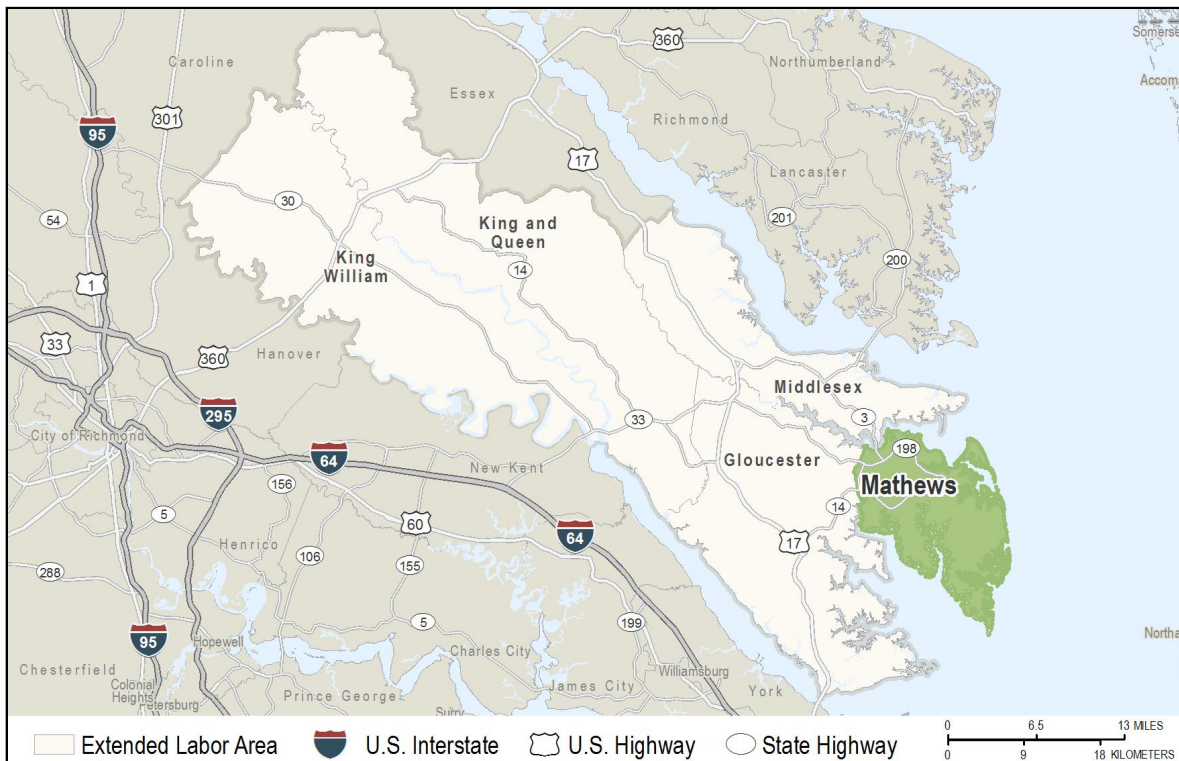 Somerset
Caroline
360
Northumberland
Essex
Accoma
301
95
Richmond
17
Lancaster
30
54
201
King and
Queen
King
William
14
200
1
33
360
Hanover
Middlesex
295
3
33
City of Richmond
198
64
New Kent
Gloucester
Mathews
156
14
5
60
64
17
Henrico
106
155
288
199
5
95
Hopewell
Northa
Chesterfield
Charles City
Williamsburg
Colonial
Heights
Petersburg
Prince George
James City
York
Surry
Extended Labor Area
U.S. Interstate
U.S. Highway
State Highway
0 6.5 13 MILES
0 9 18 KILOMETERS